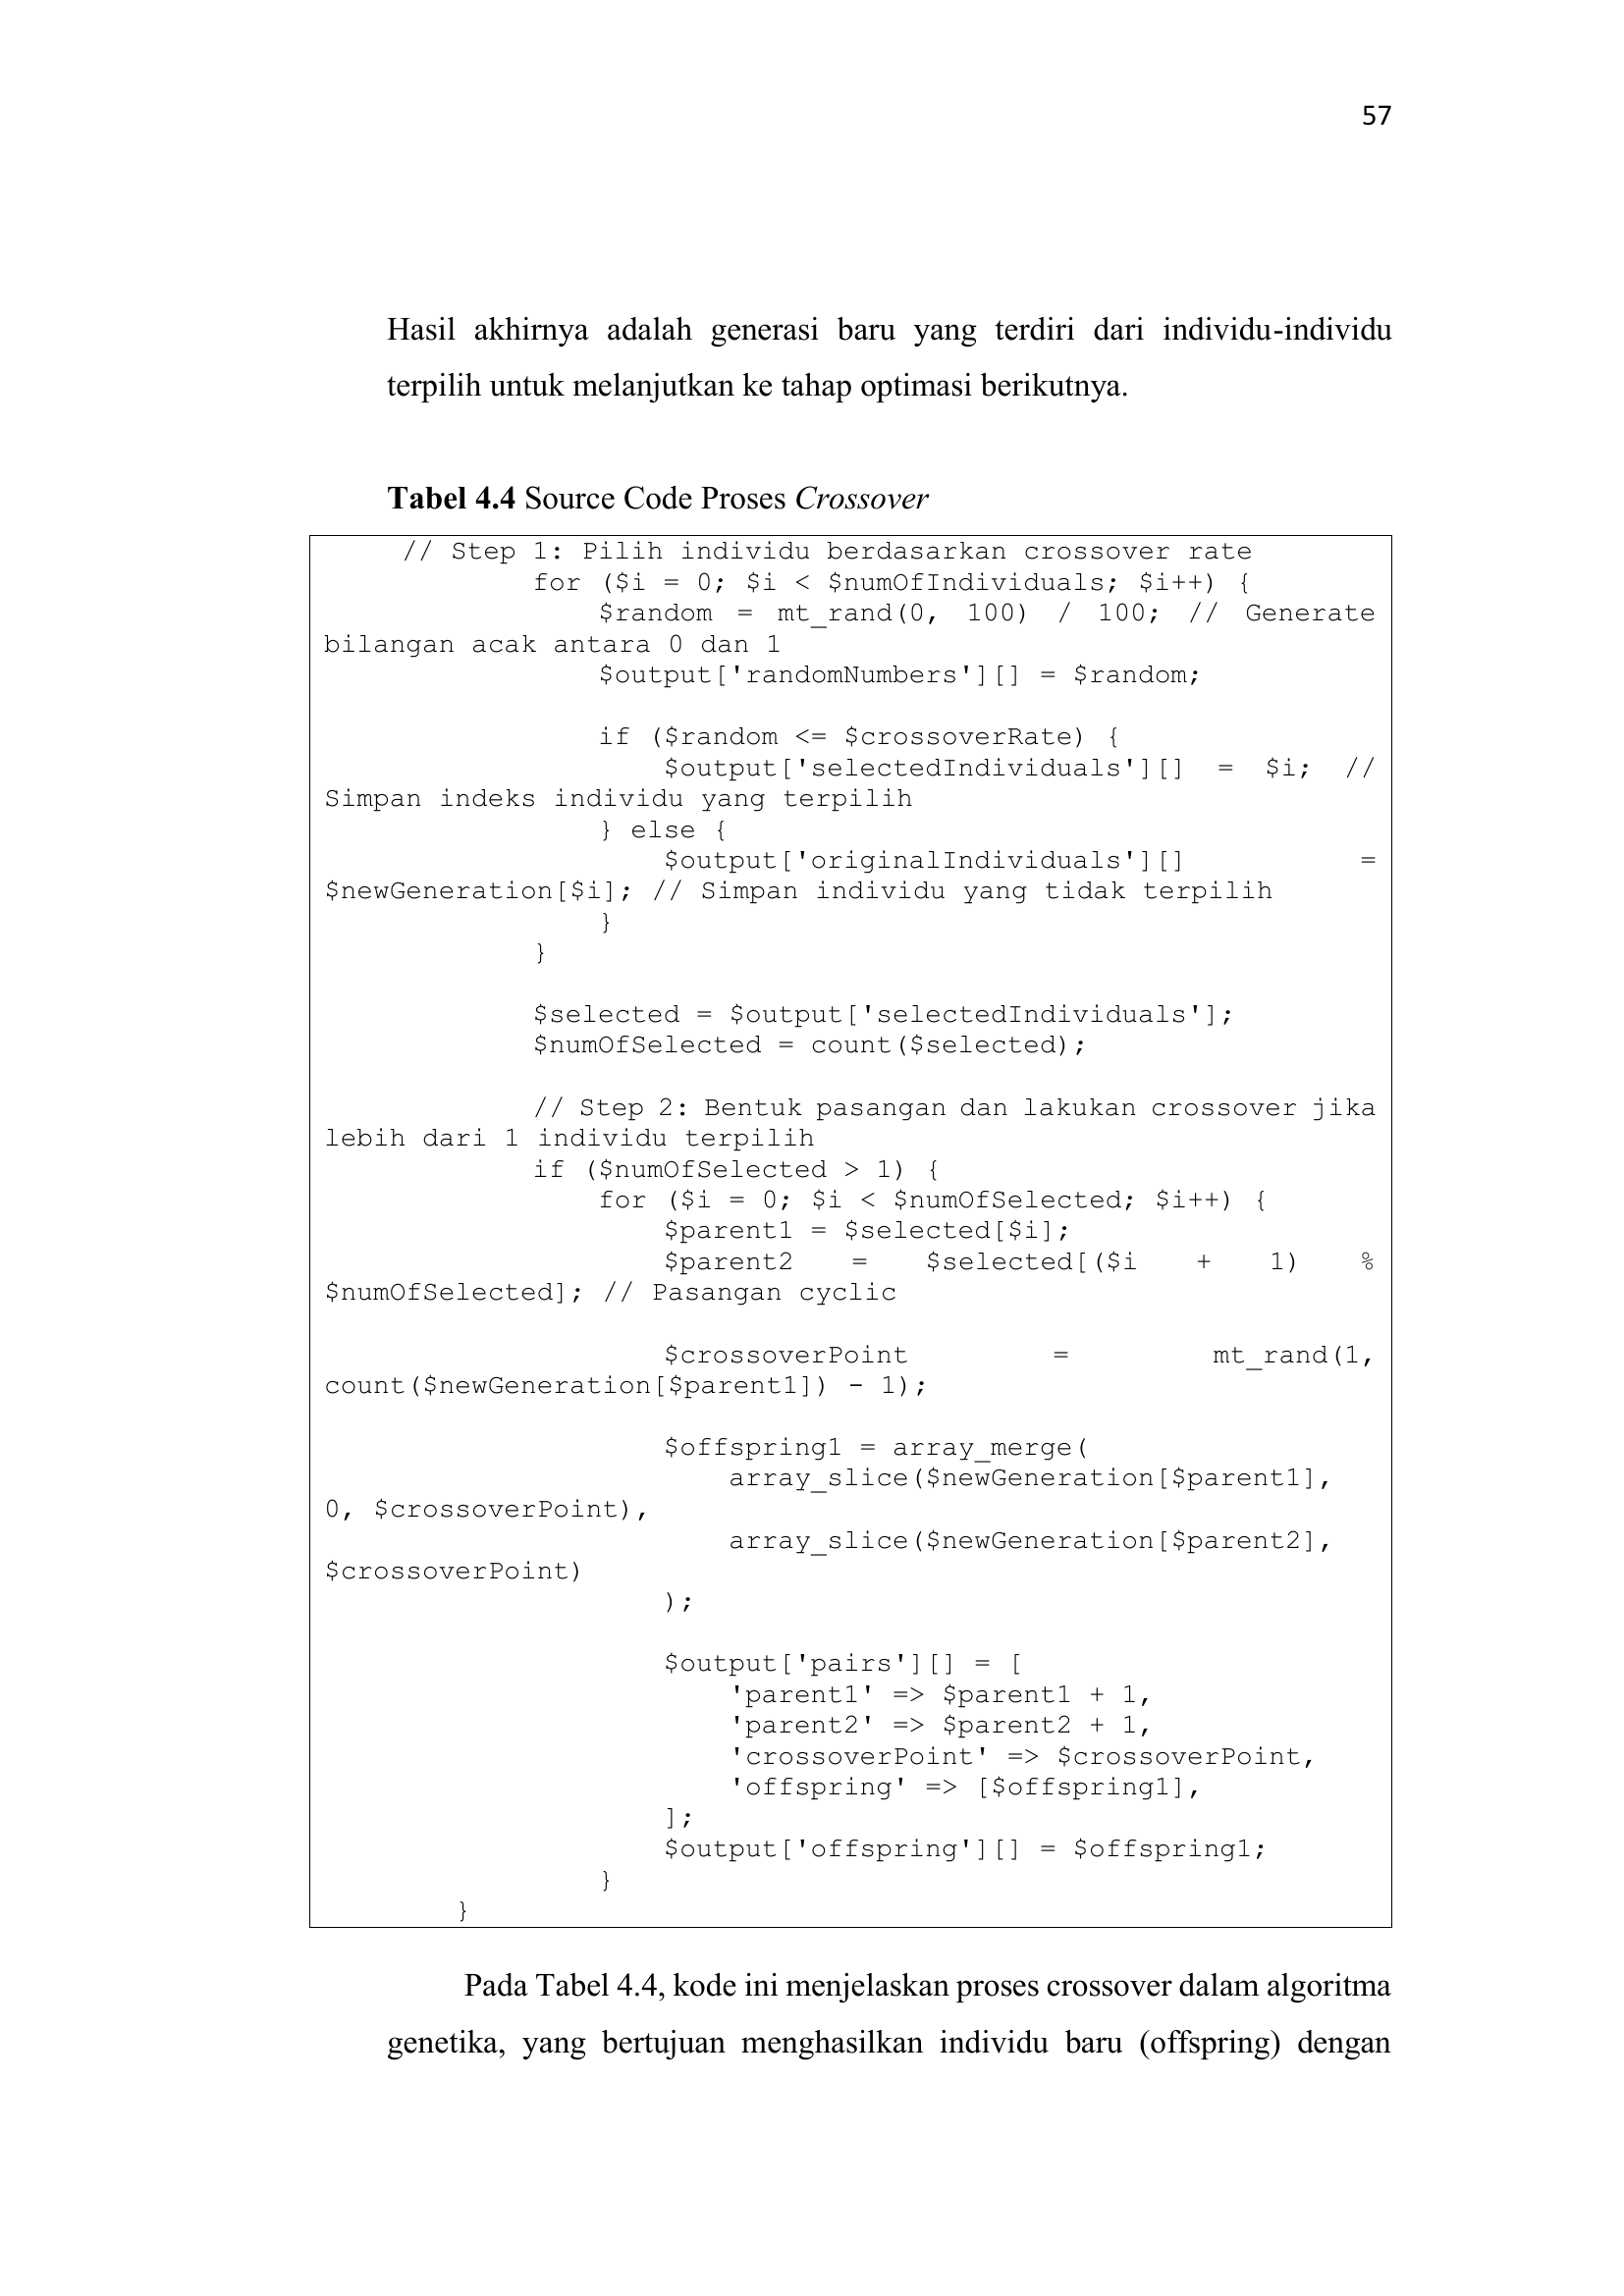 57
Hasil akhirnya adalah generasi baru yang terdiri dari individu-individu
terpilih untuk melanjutkan ke tahap optimasi berikutnya.
Tabel 4.4 Source Code Proses Crossover
// Step 1: Pilih individu berdasarkan crossover rate
for ($i = 0; $i < $numOfIndividuals; $i++) {
$random = mt_rand(0, 100) / 100; // Generate
bilangan acak antara 0 dan 1
$output['randomNumbers'][] = $random;
if ($random <= $crossoverRate) {
$output['selectedIndividuals'][] = $i; //
Simpan indeks individu yang terpilih
} else {
$output['originalIndividuals'][] =
$newGeneration[$i]; // Simpan individu yang tidak terpilih
}
}
$selected = $output['selectedIndividuals'];
$numOfSelected = count($selected);
// Step 2: Bentuk pasangan dan lakukan crossover jika
lebih dari 1 individu terpilih
if ($numOfSelected > 1) {
for ($i = 0; $i < $numOfSelected; $i++) {
$parent1 = $selected[$i];
$parent2 = $selected[($i + 1) %
$numOfSelected]; // Pasangan cyclic
$crossoverPoint = mt_rand(1,
count($newGeneration[$parent1]) - 1);
$offspring1 = array_merge(
array_slice($newGeneration[$parent1],
0, $crossoverPoint),
array_slice($newGeneration[$parent2],
$crossoverPoint)
);
$output['pairs'][] = [
'parent1' => $parent1 + 1,
'parent2' => $parent2 + 1,
'crossoverPoint' => $crossoverPoint,
'offspring' => [$offspring1],
];
$output['offspring'][] = $offspring1;
}
}
Pada Tabel 4.4, kode ini menjelaskan proses crossover dalam algoritma
genetika, yang bertujuan menghasilkan individu baru (offspring) dengan